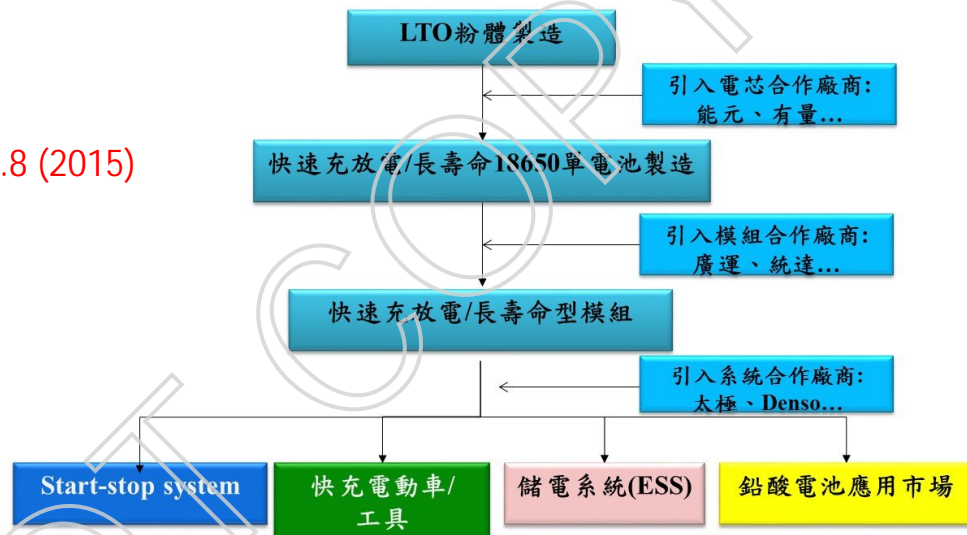 LTO粉體製造
引入電芯合作廠商:
能元、有量...
.8 (2015)
快速充放電/長壽命18650單電池製造
引入模組合作廠商:
廣運、統達...
快速充放電/長壽命型模組
引入系統合作廠商:
太極、Denso...
Start-stop system
快充電動車/
工具
儲電系統(ESS)
鉛酸電池應用市場